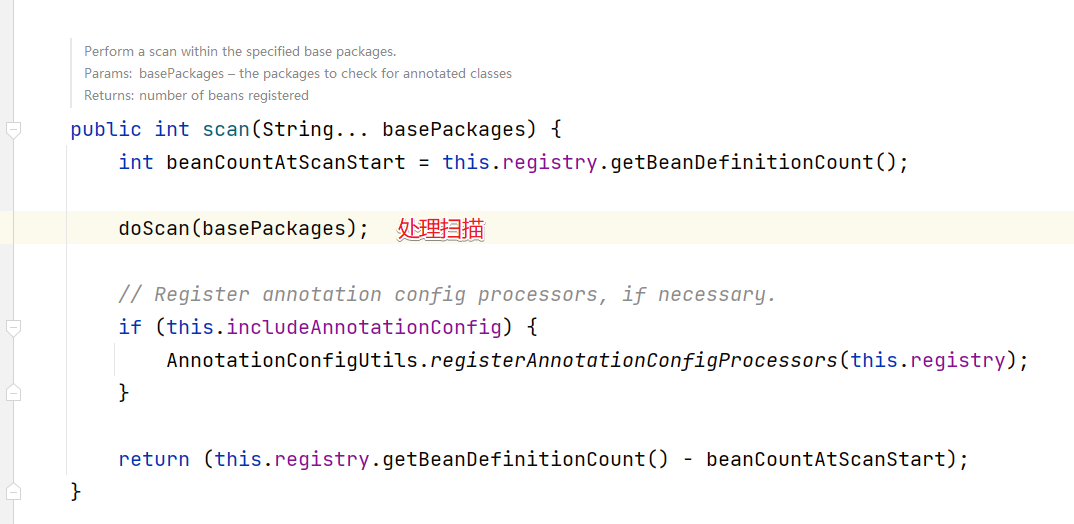 Perform a scan within the specified base packages.
Params: basePackages – the packages to check for annotated classes
Returns: number of beans registered
public int scan(String... basePackages) {
int beanCountAtScanStart = this.registry.getBeanDefinitionCount();
doScan(basePackages); 处理扫描
// Register annotation config processors, if necessary.
if (this.includeAnnotationConfig) {
AnnotationConfigUtils.registerAnnotationConfigProcessors(this.registry);
}
return (this.registry.getBeanDefinitionCount() - beanCountAtScanStart);
}